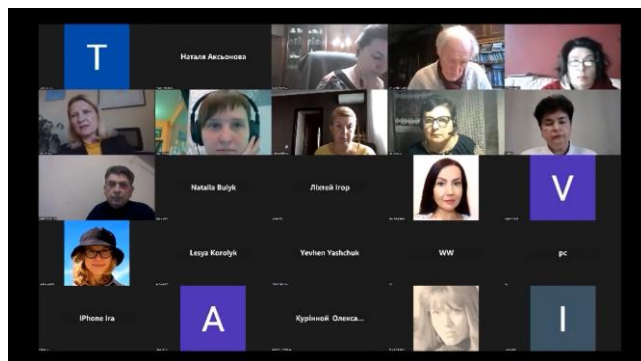 T
Наталя Аксьонова
Natalia Bulyk
Ліхтей Ігор
V
Lesya Korolyk
Yevhen Yashchuk
WW
pc
IPhone Ira
A
Курінной Олекса...
I